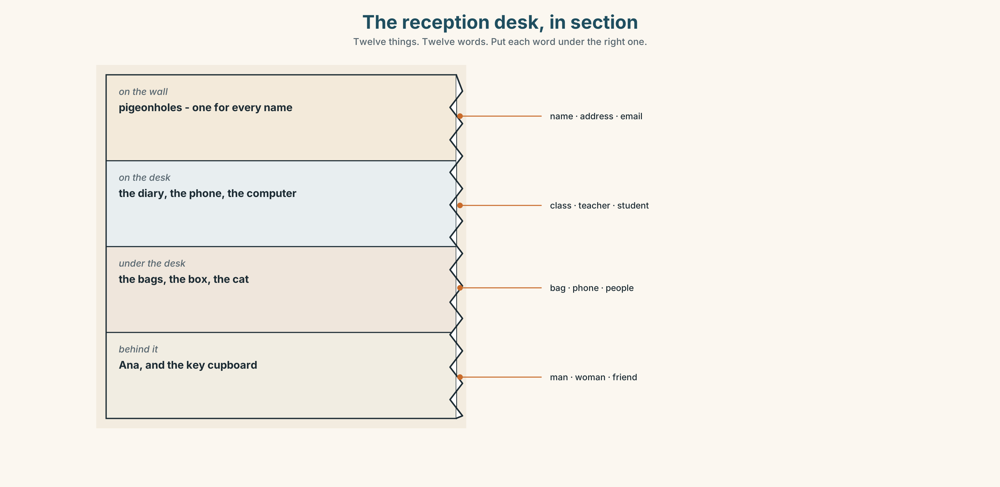 The reception desk, in section
Twelve things. Twelve words. Put each word under the right one.
on the wall
pigeonholes - one for every name
name · address · email
on the desk
the diary, the phone, the computer
class · teacher · student
under the desk
the bags, the box, the cat
bag · phone · people
behind it
Ana, and the key cupboard
man · woman · friend